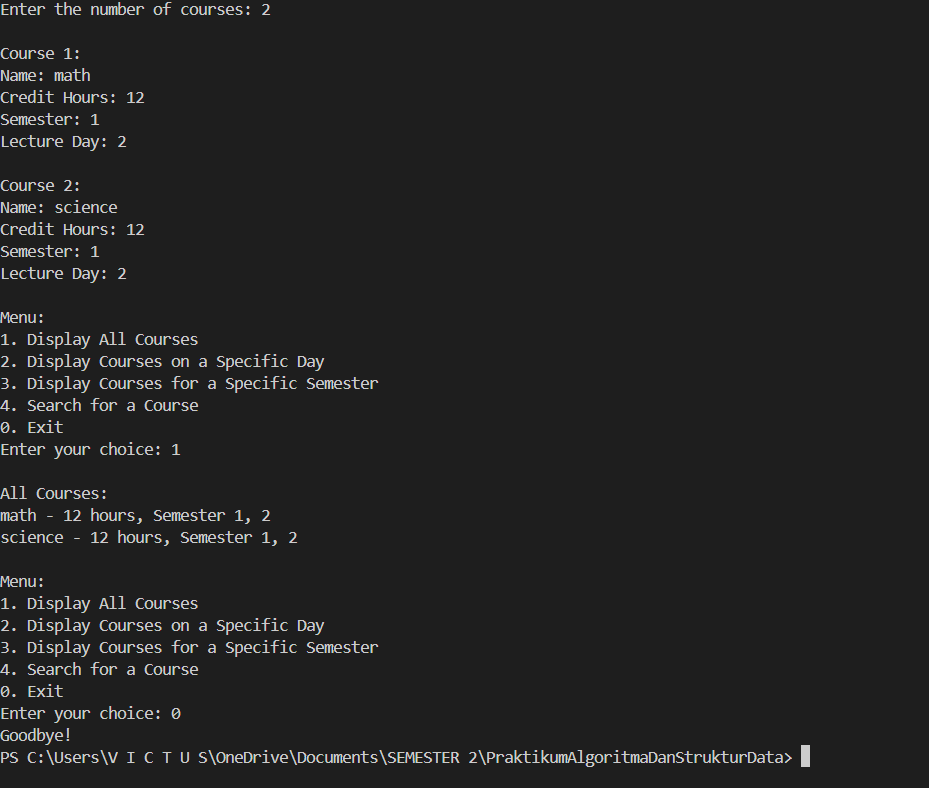 Enter the number of courses: 2
Course 1:
Name: math
Credit Hours: 12
Semester: 1
Lecture Day: 2
Course 2:
Name: science
Credit Hours: 12
Semester: 1
Lecture Day: 2
Menu:
1. Display All Courses
2. Display Courses on a Specific Day
3. Display Courses for a Specific Semester
4. Search for a Course
0. Exit
Enter your choice: 1
All Courses:
math - 12 hours, Semester 1, 2
science - 12 hours, Semester 1, 2
Menu:
1. Display All Courses
2. Display Courses on a Specific Day
3. Display Courses for a Specific Semester
4. Search for a Course
0. Exit
Enter your choice: 0
Goodbye!
PS C:\Users\V I C T U S\OneDrive\Documents\SEMESTER 2\PraktikumAlgoritmaDanStrukturData>